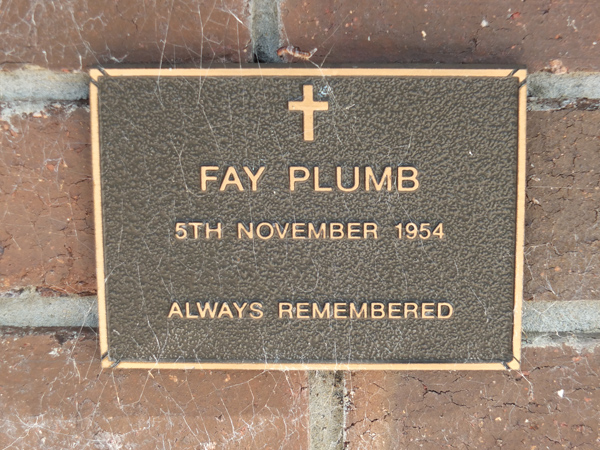 FAY PLUMB
5TH NOVEMBER 1954
ALWAYS REMEMBERED